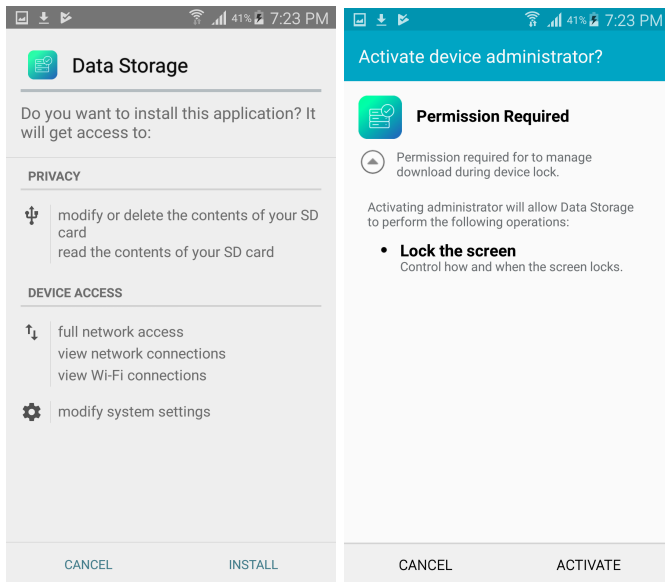 41% 7:23 PM
Data Storage
Do you want to install this application? It
will get access to:
PRIVACY
modify or delete the contents of your SD
card
read the contents of your SD card
DEVICE ACCESS
full network access
view network connections
view Wi-Fi connections
modify system settings
CANCEL INSTALL
41% 7:23 PM
Activate device administrator?
Permission Required
Permission required for to manage
download during device lock.
Activating administrator will allow Data Storage
to perform the following operations:
• Lock the screen
Control how and when the screen locks.
CANCEL ACTIVATE